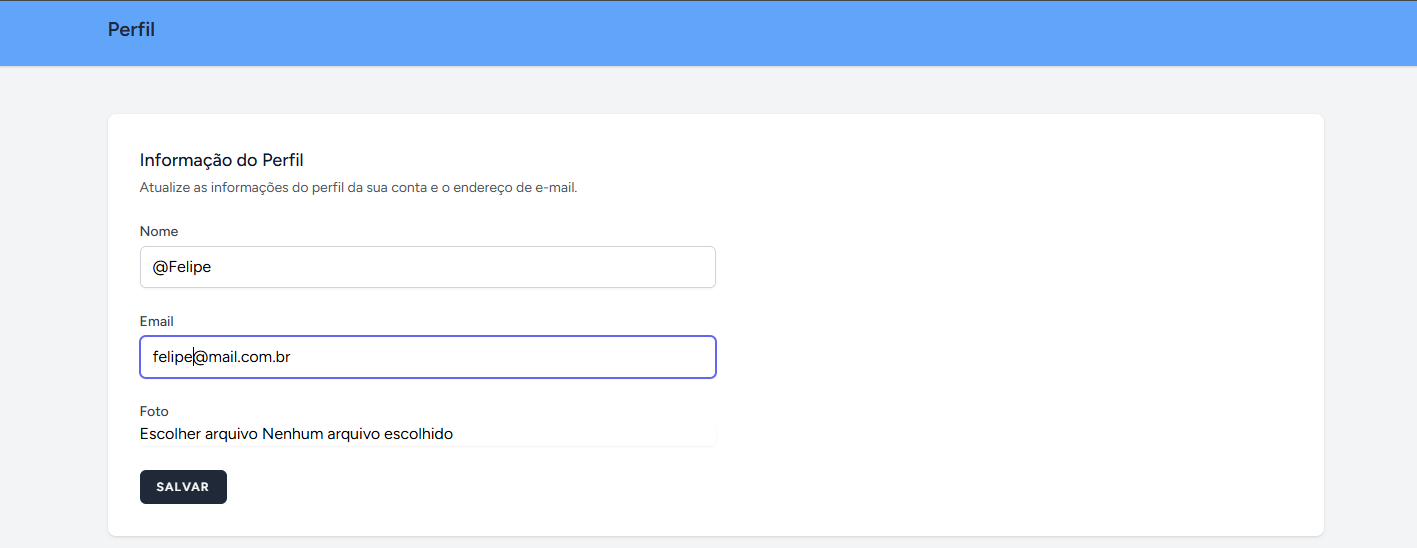 Perfil
Informação do Perfil
Atualize as informações do perfil da sua conta e o endereço de e-mail.
Nome
@Felipe
Email
felipe@mail.com.br
Foto
Escolher arquivo Nenhum arquivo escolhido
SALVAR